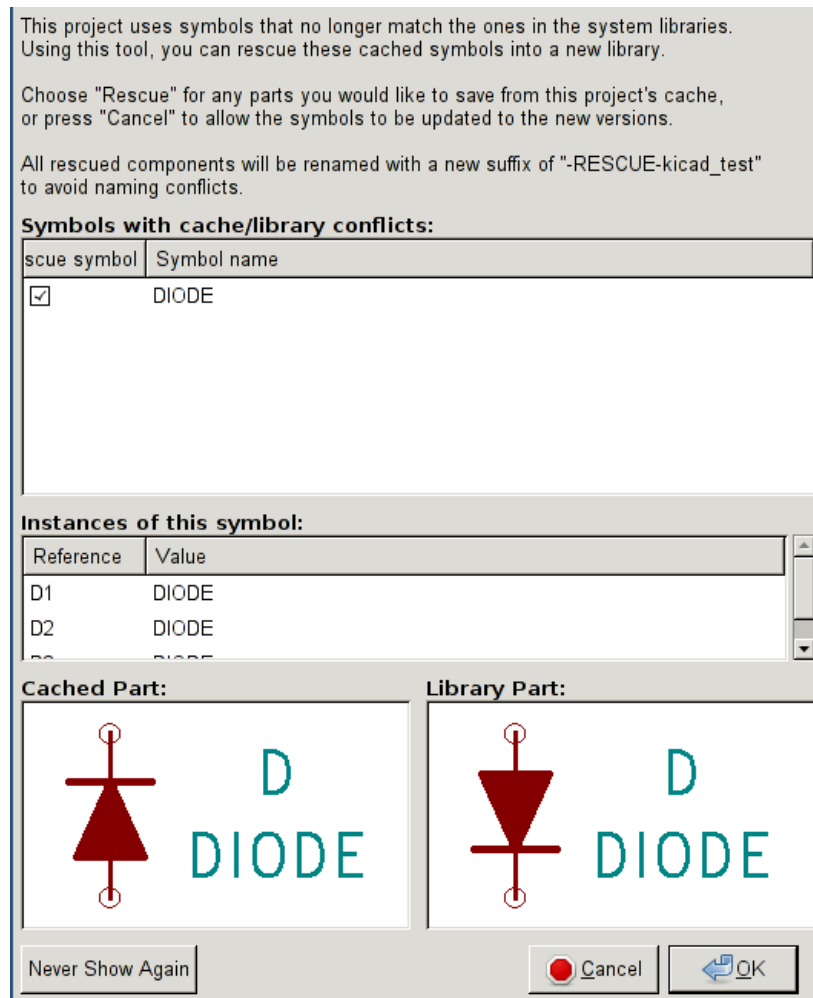 This project uses symbols that no longer match the ones in the system libraries.
Using this tool, you can rescue these cached symbols into a new library.
Choose "Rescue" for any parts you would like to save from this project's cache,
or press "Cancel" to allow the symbols to be updated to the new versions.
All rescued components will be renamed with a new suffix of "-RESCUE-kicad_test"
to avoid naming conflicts.
Symbols with cache/library conflicts:
scue symbol Symbol name
DIODE
Instances of this symbol:
Reference Value
D1 DIODE
D2 DIODE
Cached Part: Library Part:
D D
DIODE DIODE
Never Show Again Cancel OK